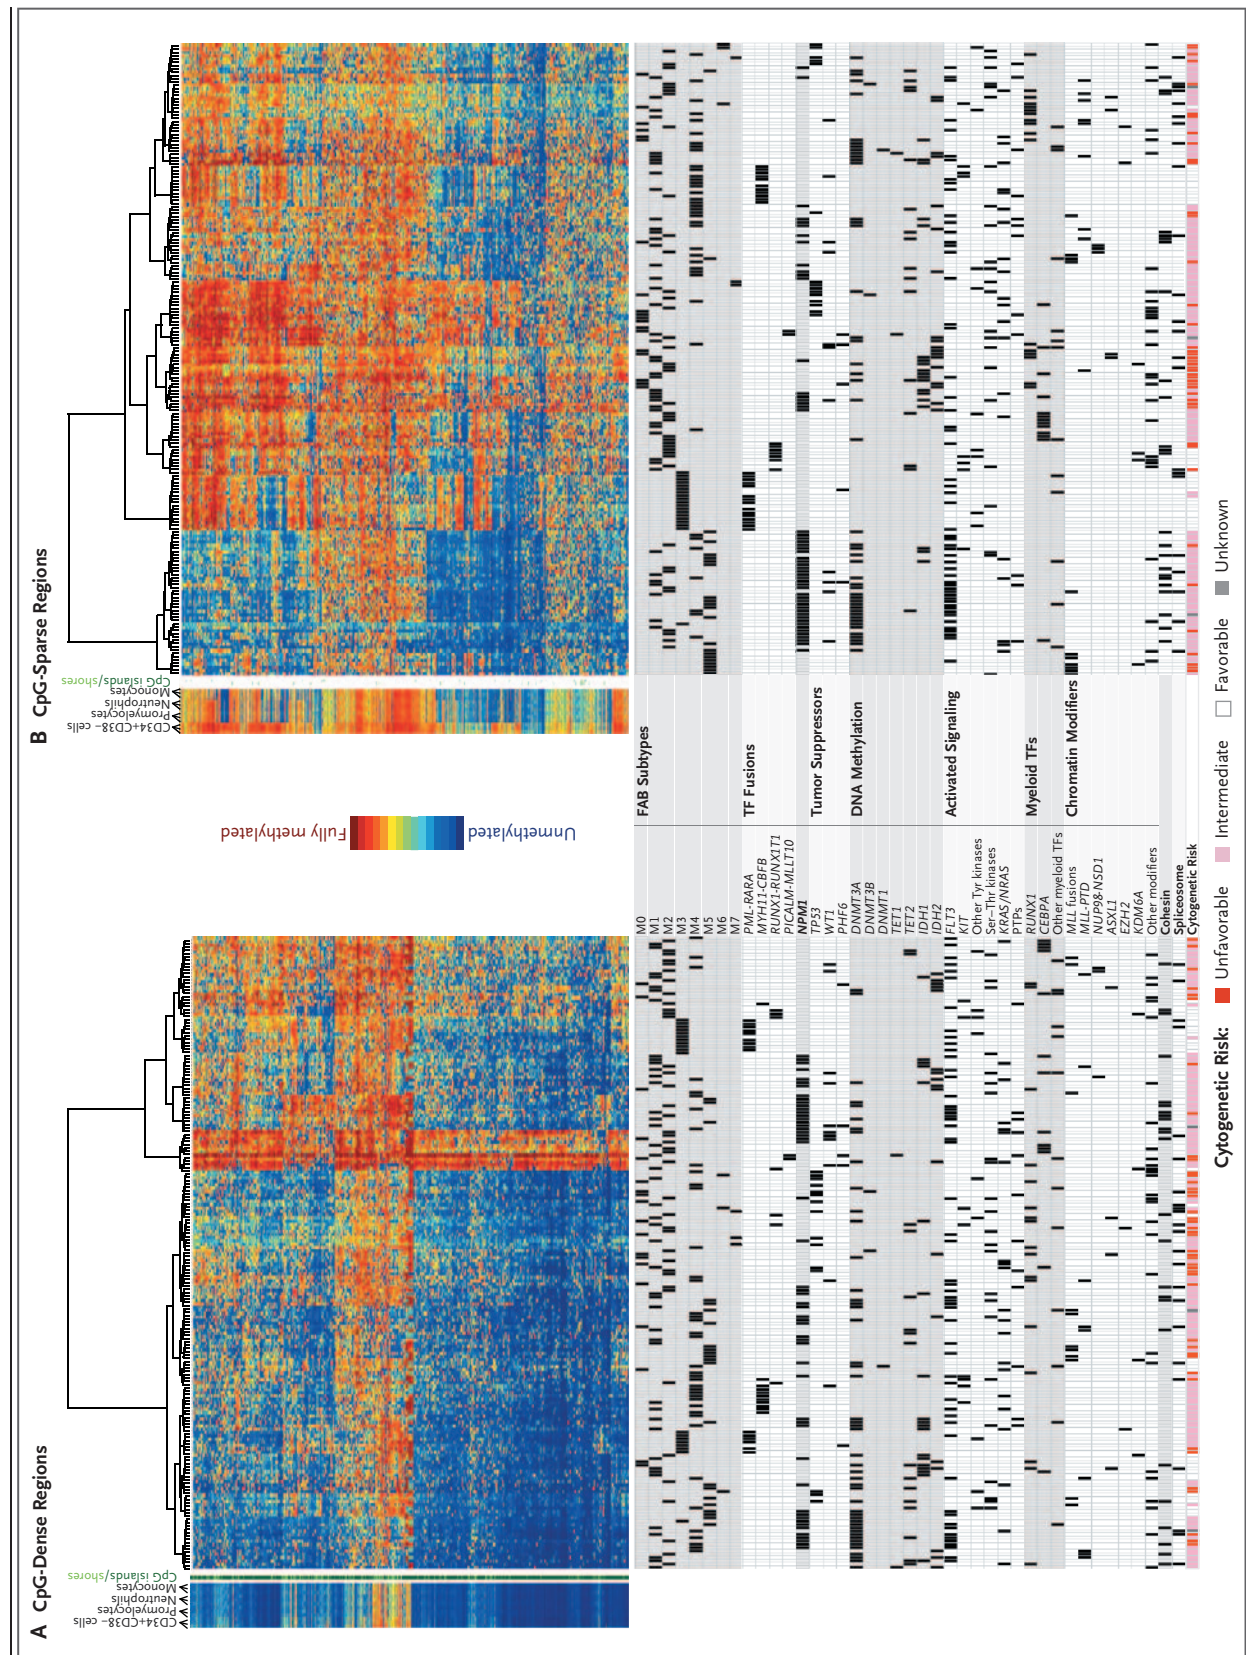 A CpG-Dense Regions
CD34+CD38− cells
Promyelocytes
Neutrophils
Monocytes
CpG islands/shores
Fully methylated
Unmethylated
B CpG-Sparse Regions
CD34+CD38− cells
Promyelocytes
Neutrophils
Monocytes
CpG islands/shores
M0 FAB Subtypes
M1
M2
M3
M4
M5
M6
M7
PML-RARA TF Fusions
MYH11-CBFB
RUNX1-RUNX1T1
PICALM-MLLT10
NPM1
TP53 Tumor Suppressors
WT1
PHF6
DNMT3A DNA Methylation
DNMT3B
DNMT1
TET1
TET2
IDH1
IDH2
FLT3 Activated Signaling
KIT
Other Tyr kinases
Ser–Thr kinases
KRAS/NRAS
PTPs
RUNX1 Myeloid TFs
CEBPA
Other myeloid TFs
MLL fusions Chromatin Modifiers
MLL-PTD
NUP98-NSD1
ASXL1
EZH2
KDM6A
Other modifiers
Cohesin
Spliceosome
Cytogenetic Risk
Cytogenetic Risk: Unfavorable Intermediate Favorable Unknown